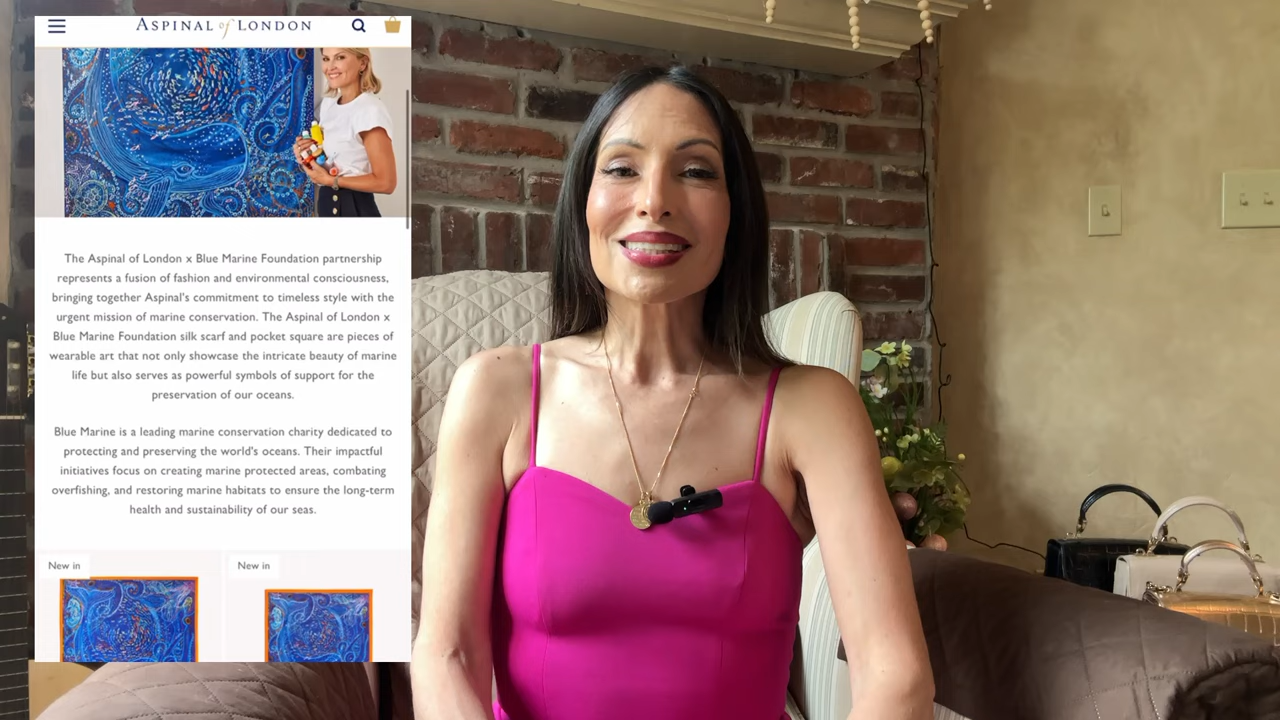 ASPINAL of LONDON
The Aspinal of London x Blue Marine Foundation partnership
represents a fusion of fashion and environmental consciousness,
bringing together Aspinal's commitment to timeless style with the
urgent mission of marine conservation. The Aspinal of London x
Blue Marine Foundation silk scarf and pocket square are pieces of
wearable art that not only showcase the intricate beauty of marine
life but also serves as powerful symbols of support for the
preservation of our oceans.
Blue Marine is a leading marine conservation charity dedicated to
protecting and preserving the world's oceans. Their impactful
initiatives focus on creating marine protected areas, combating
overfishing, and restoring marine habitats to ensure the long-term
health and sustainability of our seas.
New in
New in